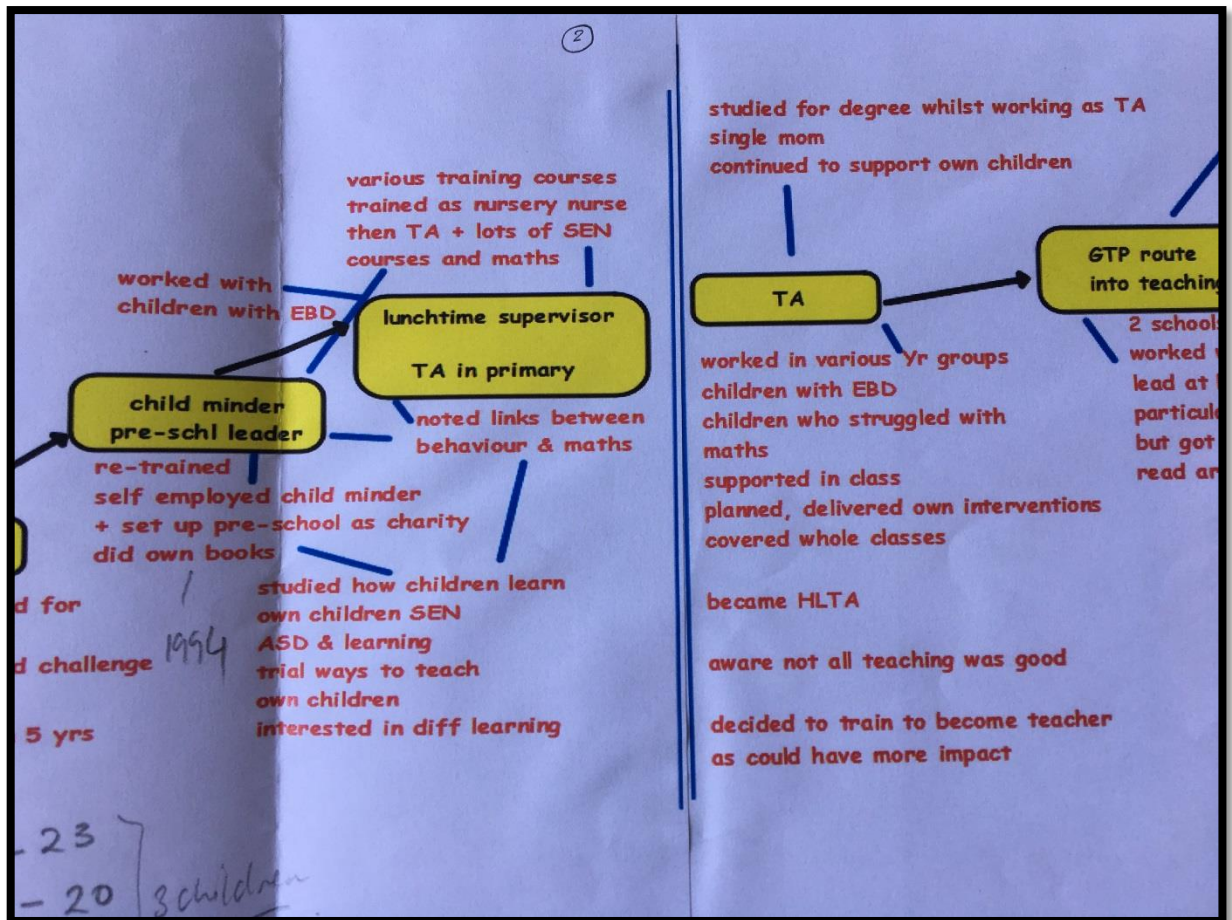 2
various training courses
trained as nursery nurse
then TA + lots of SEN
courses and maths
worked with
children with EBD
lunchtime supervisor
TA in primary
child minder
pre-schl leader
noted links between
behaviour & maths
re-trained
self employed child minder
+ set up pre-school as charity
did own books
1994
studied how children learn
own children SEN
ASD & learning
trial ways to teach
own children
interested in diff learning
d for
d challenge
5 yrs
- 23
- 20
3 children
studied for degree whilst working as TA
single mom
continued to support own children
TA
GTP route
into teaching
worked in various Yr groups
children with EBD
children who struggled with
maths
supported in class
planned, delivered own interventions
covered whole classes
became HLTA
aware not all teaching was good
decided to train to become teacher
as could have more impact
2 school
worked
lead at
particul
but got
read ar